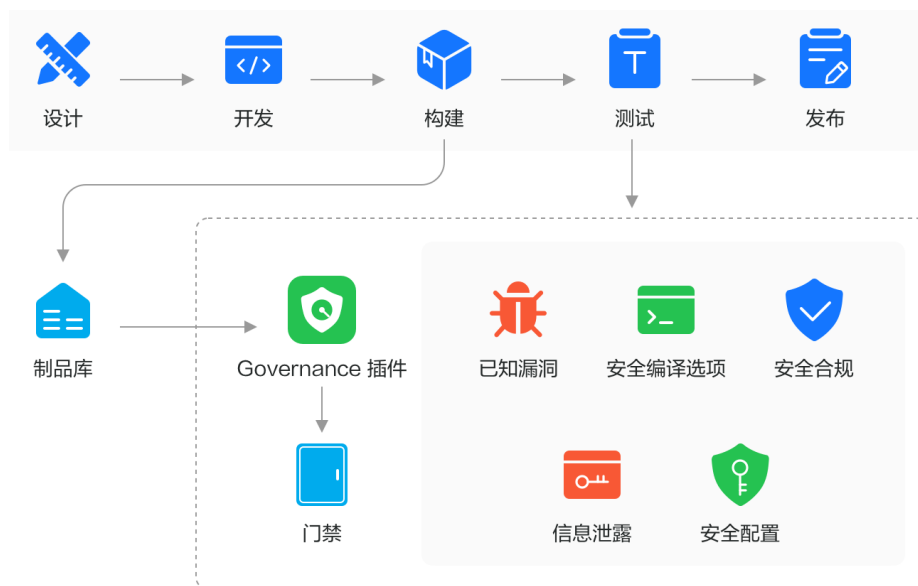 设计
开发
构建
测试
发布
制品库
Governance 插件
已知漏洞
安全编译选项
安全合规
门禁
信息泄露
安全配置